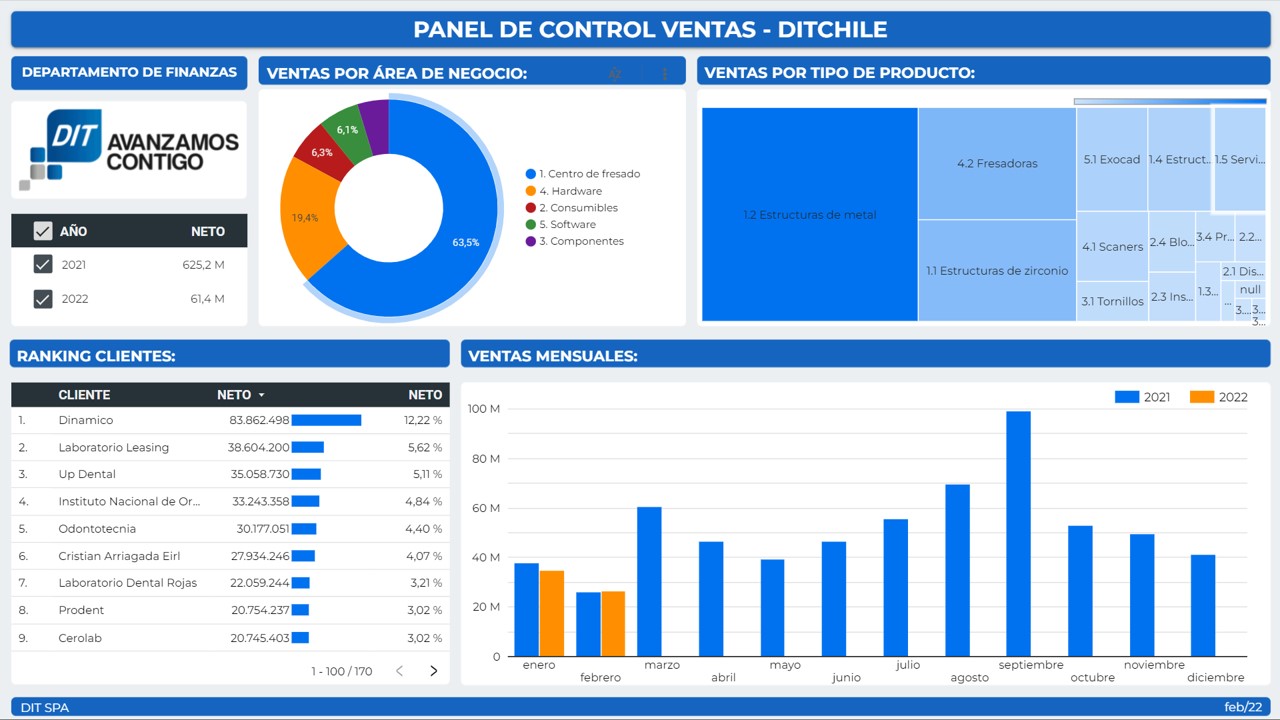 PANEL DE CONTROL VENTAS - DITCHILE
DEPARTAMENTO DE FINANZAS
VENTAS POR ÁREA DE NEGOCIO:
VENTAS POR TIPO DE PRODUCTO:
DIT
AVANZAMOS
CONTIGO
AÑO NETO
2021 625,2 M
2022 61,4 M
6,1%
6,3%
19,4%
63,5%
1. Centro de fresado
4. Hardware
2. Consumibles
5. Software
3. Componentes
1.2 Estructuras de metal
4.2 Fresadoras
1.1 Estructuras de zirconio
5.1 Exocad
1.4 Estruct...
1.5 Servi...
4.1 Scaners
2.4 Blo...
3.4 Pr...
2.2...
2.1 Dis...
3.1 Tornillos
2.3 Ins...
1.3...
null
...
3....
3...
3...
RANKING CLIENTES:
CLIENTE NETO NETO
1. Dinamico 83.862.498 12,22 %
2. Laboratorio Leasing 38.604.200 5,62 %
3. Up Dental 35.058.730 5,11 %
4. Instituto Nacional de Or... 33.243.358 4,84 %
5. Odontotecnia 30.177.051 4,40 %
6. Cristian Arriagada Eirl 27.934.246 4,07 %
7. Laboratorio Dental Rojas 22.059.244 3,21 %
8. Prodent 20.754.237 3,02 %
9. Cerolab 20.745.403 3,02 %
1 - 100 / 170
VENTAS MENSUALES:
2021 2022
100 M
80 M
60 M
40 M
20 M
0
enero
febrero
marzo
abril
mayo
junio
julio
agosto
septiembre
octubre
noviembre
diciembre
DIT SPA
feb/22